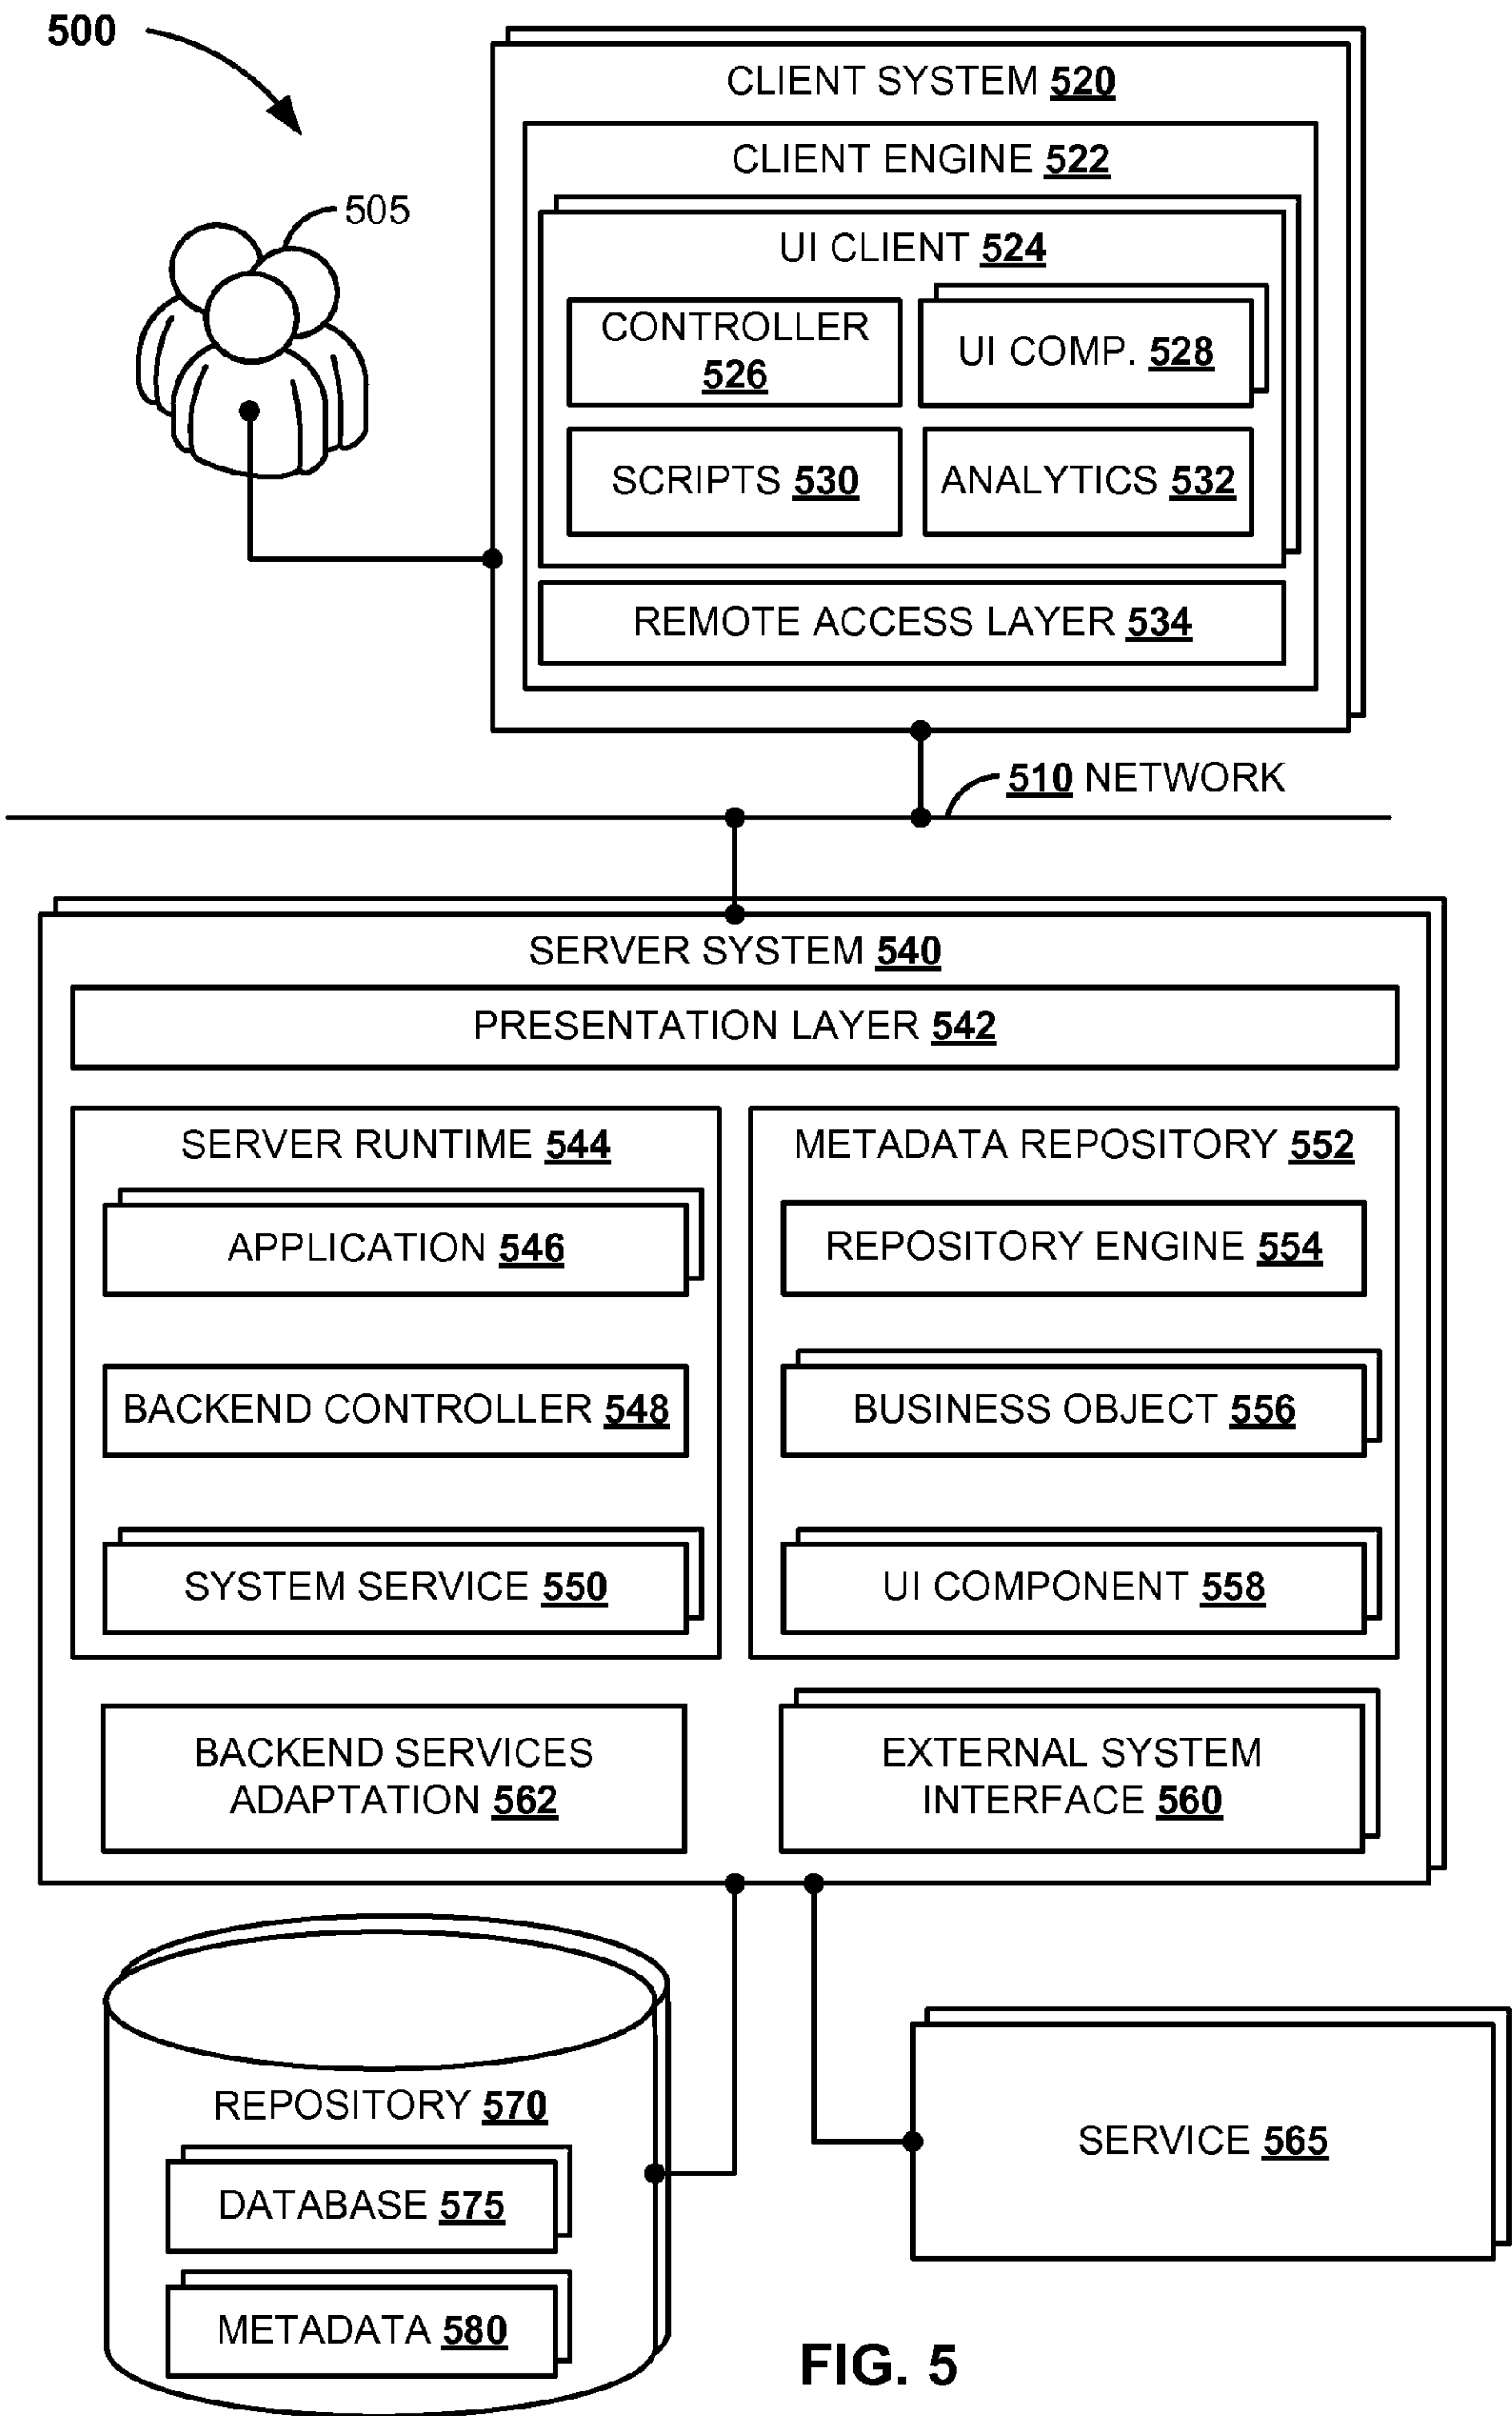 500
CLIENT SYSTEM 520
CLIENT ENGINE 522
505
UI CLIENT 524
CONTROLLER
526
UI COMP. 528
SCRIPTS 530
ANALYTICS 532
REMOTE ACCESS LAYER 534
510 NETWORK
SERVER SYSTEM 540
PRESENTATION LAYER 542
SERVER RUNTIME 544
APPLICATION 546
BACKEND CONTROLLER 548
SYSTEM SERVICE 550
METADATA REPOSITORY 552
REPOSITORY ENGINE 554
BUSINESS OBJECT 556
UI COMPONENT 558
BACKEND SERVICES
ADAPTATION 562
EXTERNAL SYSTEM
INTERFACE 560
REPOSITORY 570
DATABASE 575
METADATA 580
SERVICE 565
FIG. 5